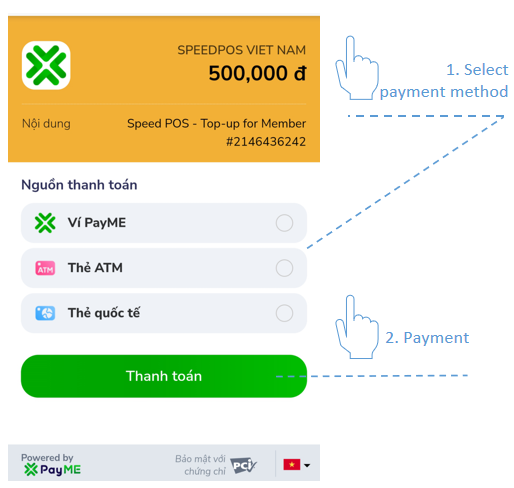 SPEEDPOS VIET NAM
500,000 đ
Nội dung
Speed POS - Top-up for Member
#2146436242
1. Select
payment method
Nguồn thanh toán
Ví PayME
ATM
Thẻ ATM
Thẻ quốc tế
2. Payment
Thanh toán
Powered by
PayME
Bảo mật với
chứng chỉ
PCI